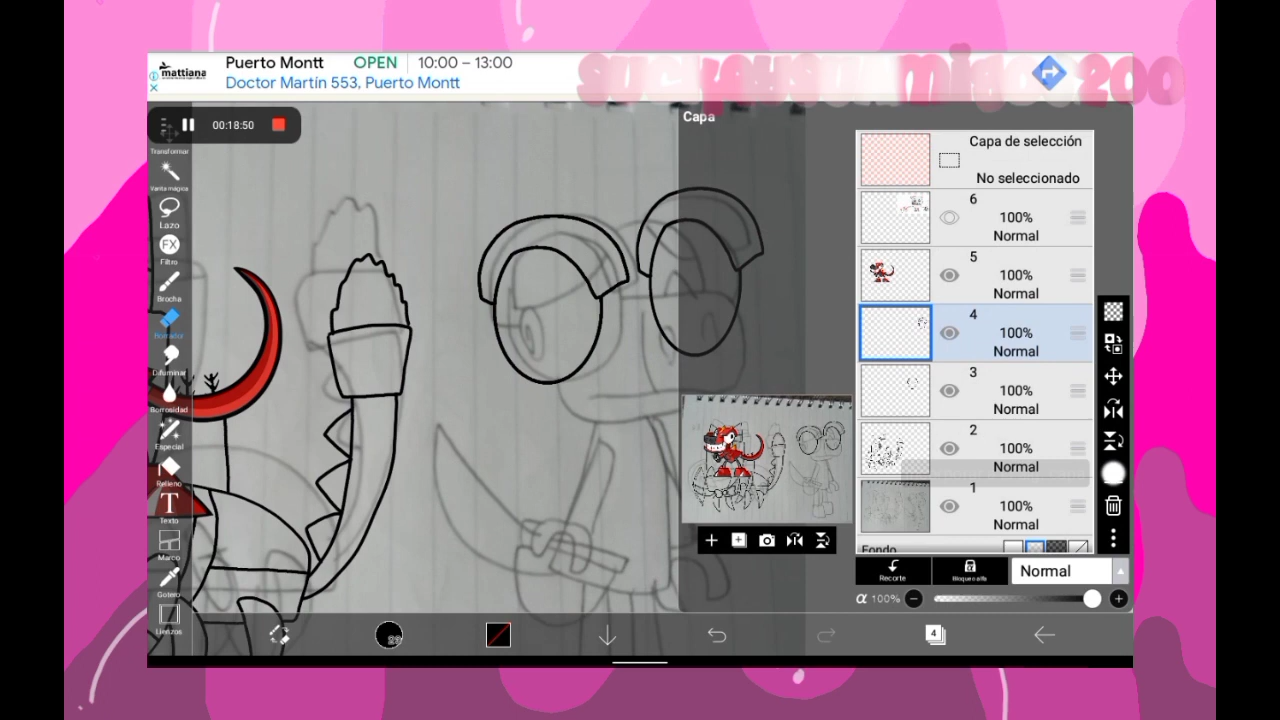 mattiana
Puerto Montt OPEN 10:00 – 13:00
Doctor Martín 553, Puerto Montt
00:18:50
Capa
Transformar
Varita mágica
Lazo
FX
Filtro
Brocha
Borrador
Difuminar
Borrosidad
Especial
Relleno
T
Texto
Marco
Gotero
Lienzos
Capa de selección
No seleccionado
6
100%
Normal
5
100%
Normal
4
100%
Normal
3
100%
Normal
2
100%
Normal
1
100%
Normal
Fondo
Recorte
Bloque alfa
Normal
α 100%
4